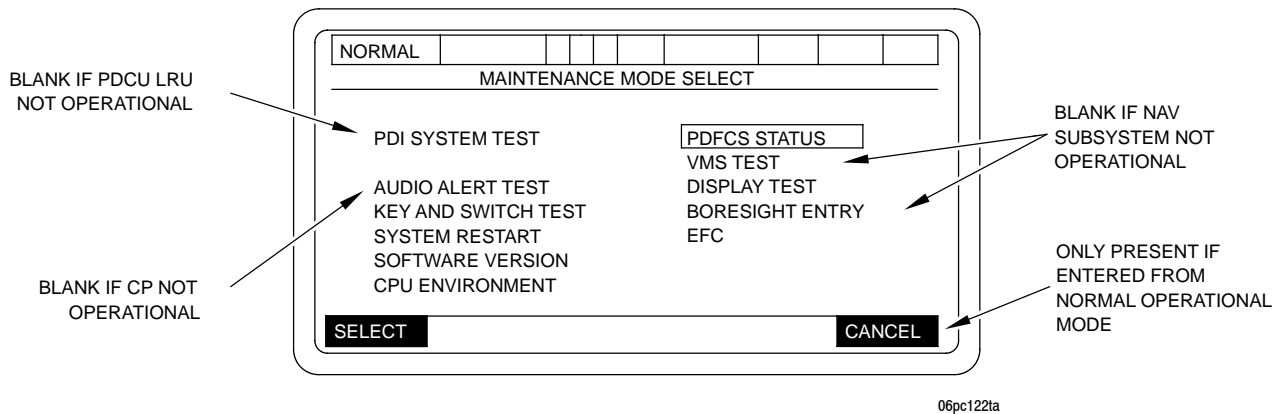 NORMAL
MAINTENANCE MODE SELECT
BLANK IF PDCU LRU
NOT OPERATIONAL
PDI SYSTEM TEST
AUDIO ALERT TEST
KEY AND SWITCH TEST
SYSTEM RESTART
SOFTWARE VERSION
CPU ENVIRONMENT
PDFCS STATUS
VMS TEST
DISPLAY TEST
BORESIGHT ENTRY
EFC
BLANK IF NAV
SUBSYSTEM NOT
OPERATIONAL
BLANK IF CP NOT
OPERATIONAL
ONLY PRESENT IF
ENTERED FROM
NORMAL OPERATIONAL
MODE
SELECT
CANCEL
06pc122ta